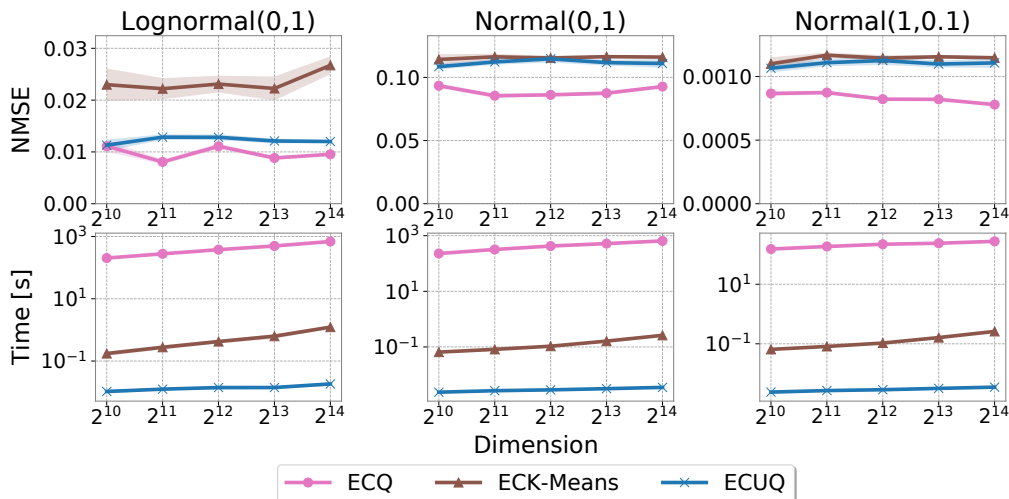 Lognormal(0,1) Normal(0,1) Normal(1,0.1)
NMSE
0.03
0.02
0.01
0.00
0.10
0.05
0.00
0.0010
0.0005
0.0000
2^10 2^11 2^12 2^13 2^14
2^10 2^11 2^12 2^13 2^14
2^10 2^11 2^12 2^13 2^14
Time [s]
10^3
10^1
10^-1
10^3
10^1
10^-1
10^1
10^-1
2^10 2^11 2^12 2^13 2^14
2^10 2^11 2^12 2^13 2^14
2^10 2^11 2^12 2^13 2^14
Dimension
ECQ ECK-Means ECUQ